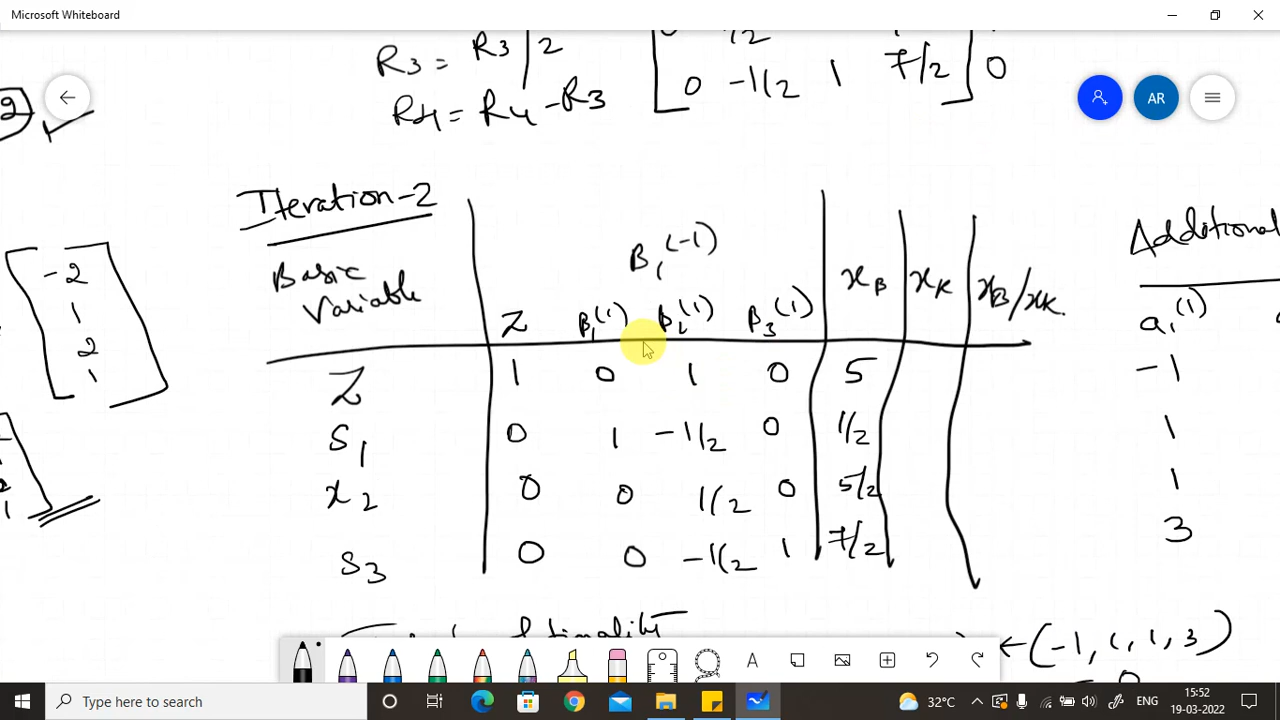 Microsoft Whiteboard
R3 = R3/2
1/2
0 -1/2 1 7/2 0
R4 = R4 - R3
AR
Iteration-2
Additional
B1(-1)
Basic Variable
Z B1(1) B2(1) B3(1) xB xK xB/xK
a1(1)
-2
1
2
1
Z 1 0 1 0 5
-1
S1 0 1 -1/2 0 1/2
1
x2 0 0 1/2 0 5/2
1
S3 0 0 -1/2 1 7/2
3
← (-1, 1, 1, 3)
Type here to search
32°C
ENG
15:52
19-03-2022